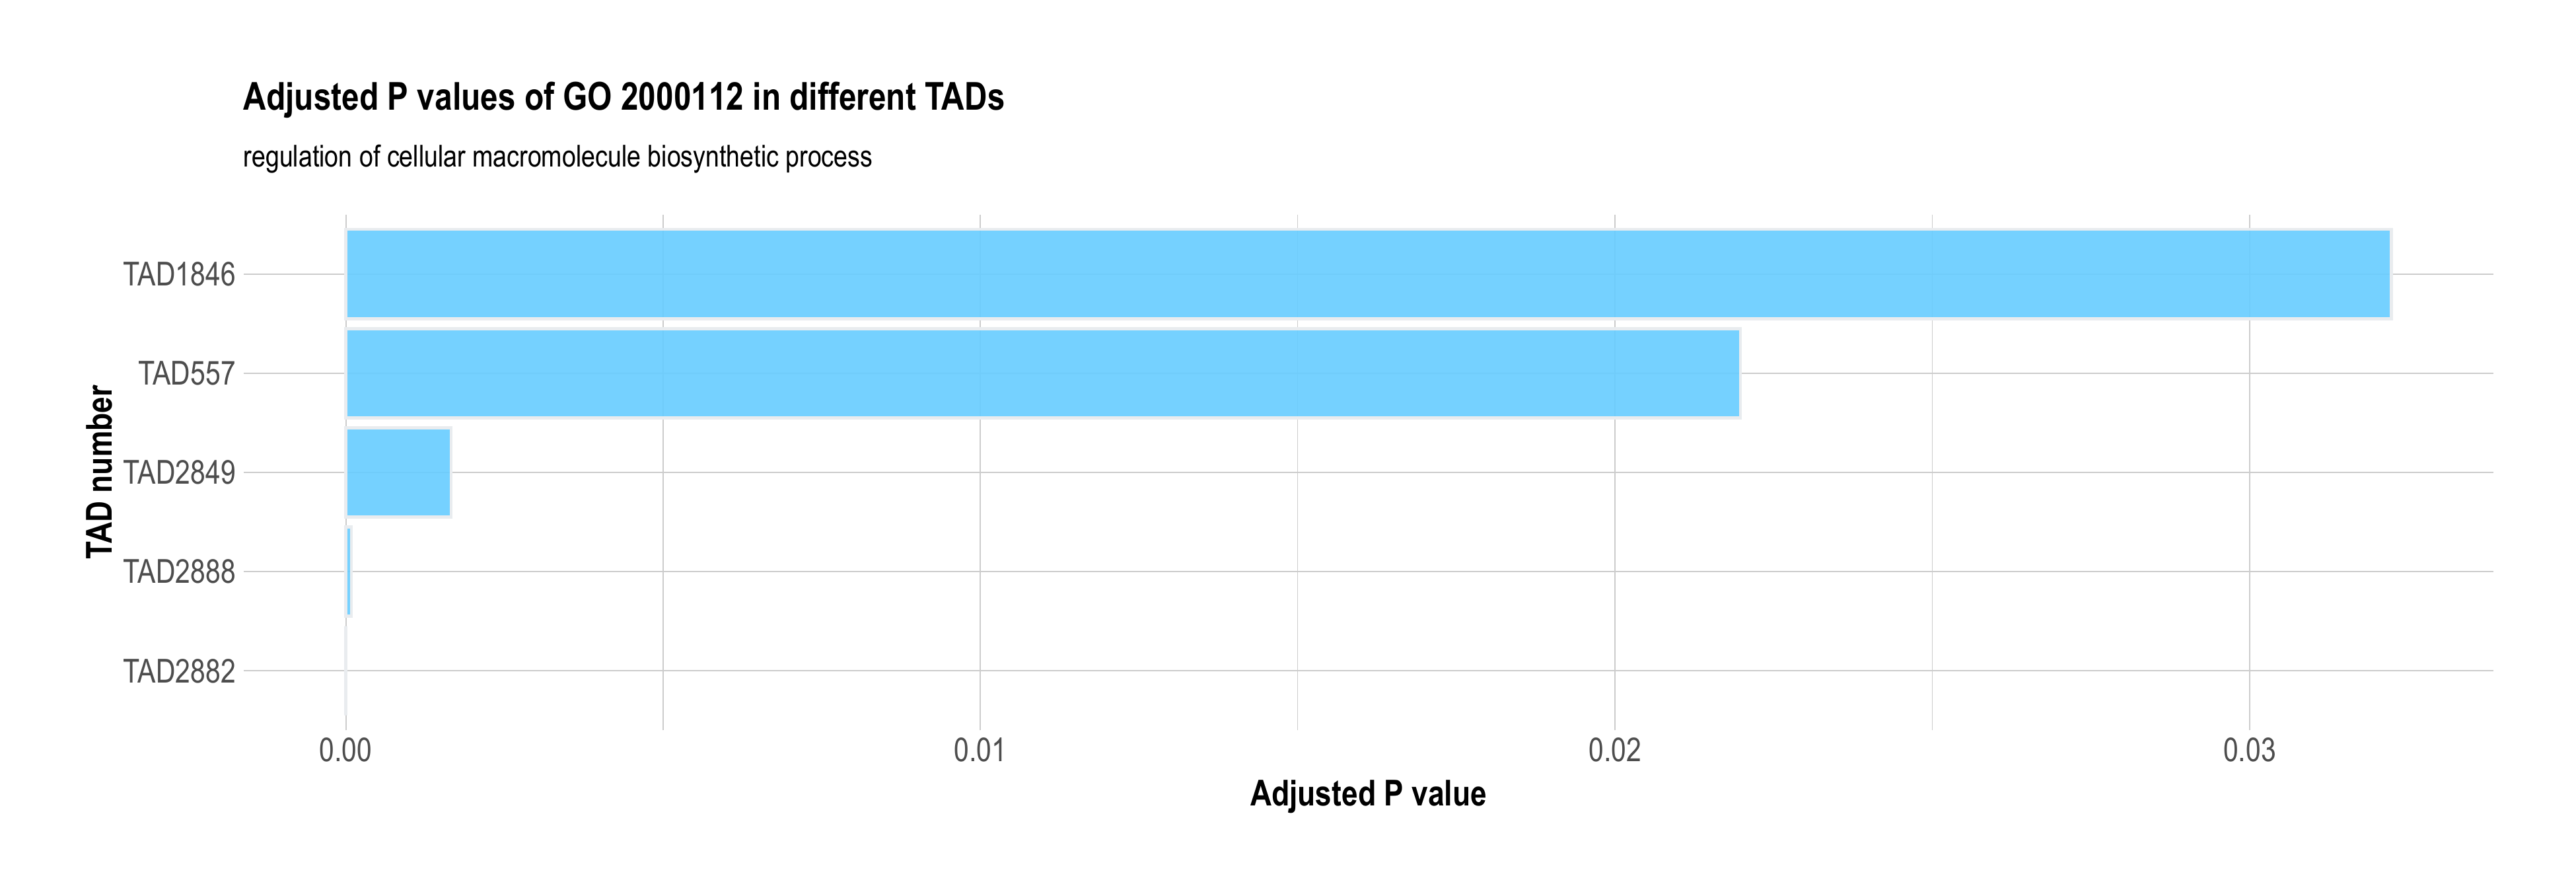 Adjusted P values of GO 2000112 in different TADs
regulation of cellular macromolecule biosynthetic process
TAD number
TAD1846
TAD557
TAD2849
TAD2888
TAD2882
0.00 0.01 0.02 0.03
Adjusted P value